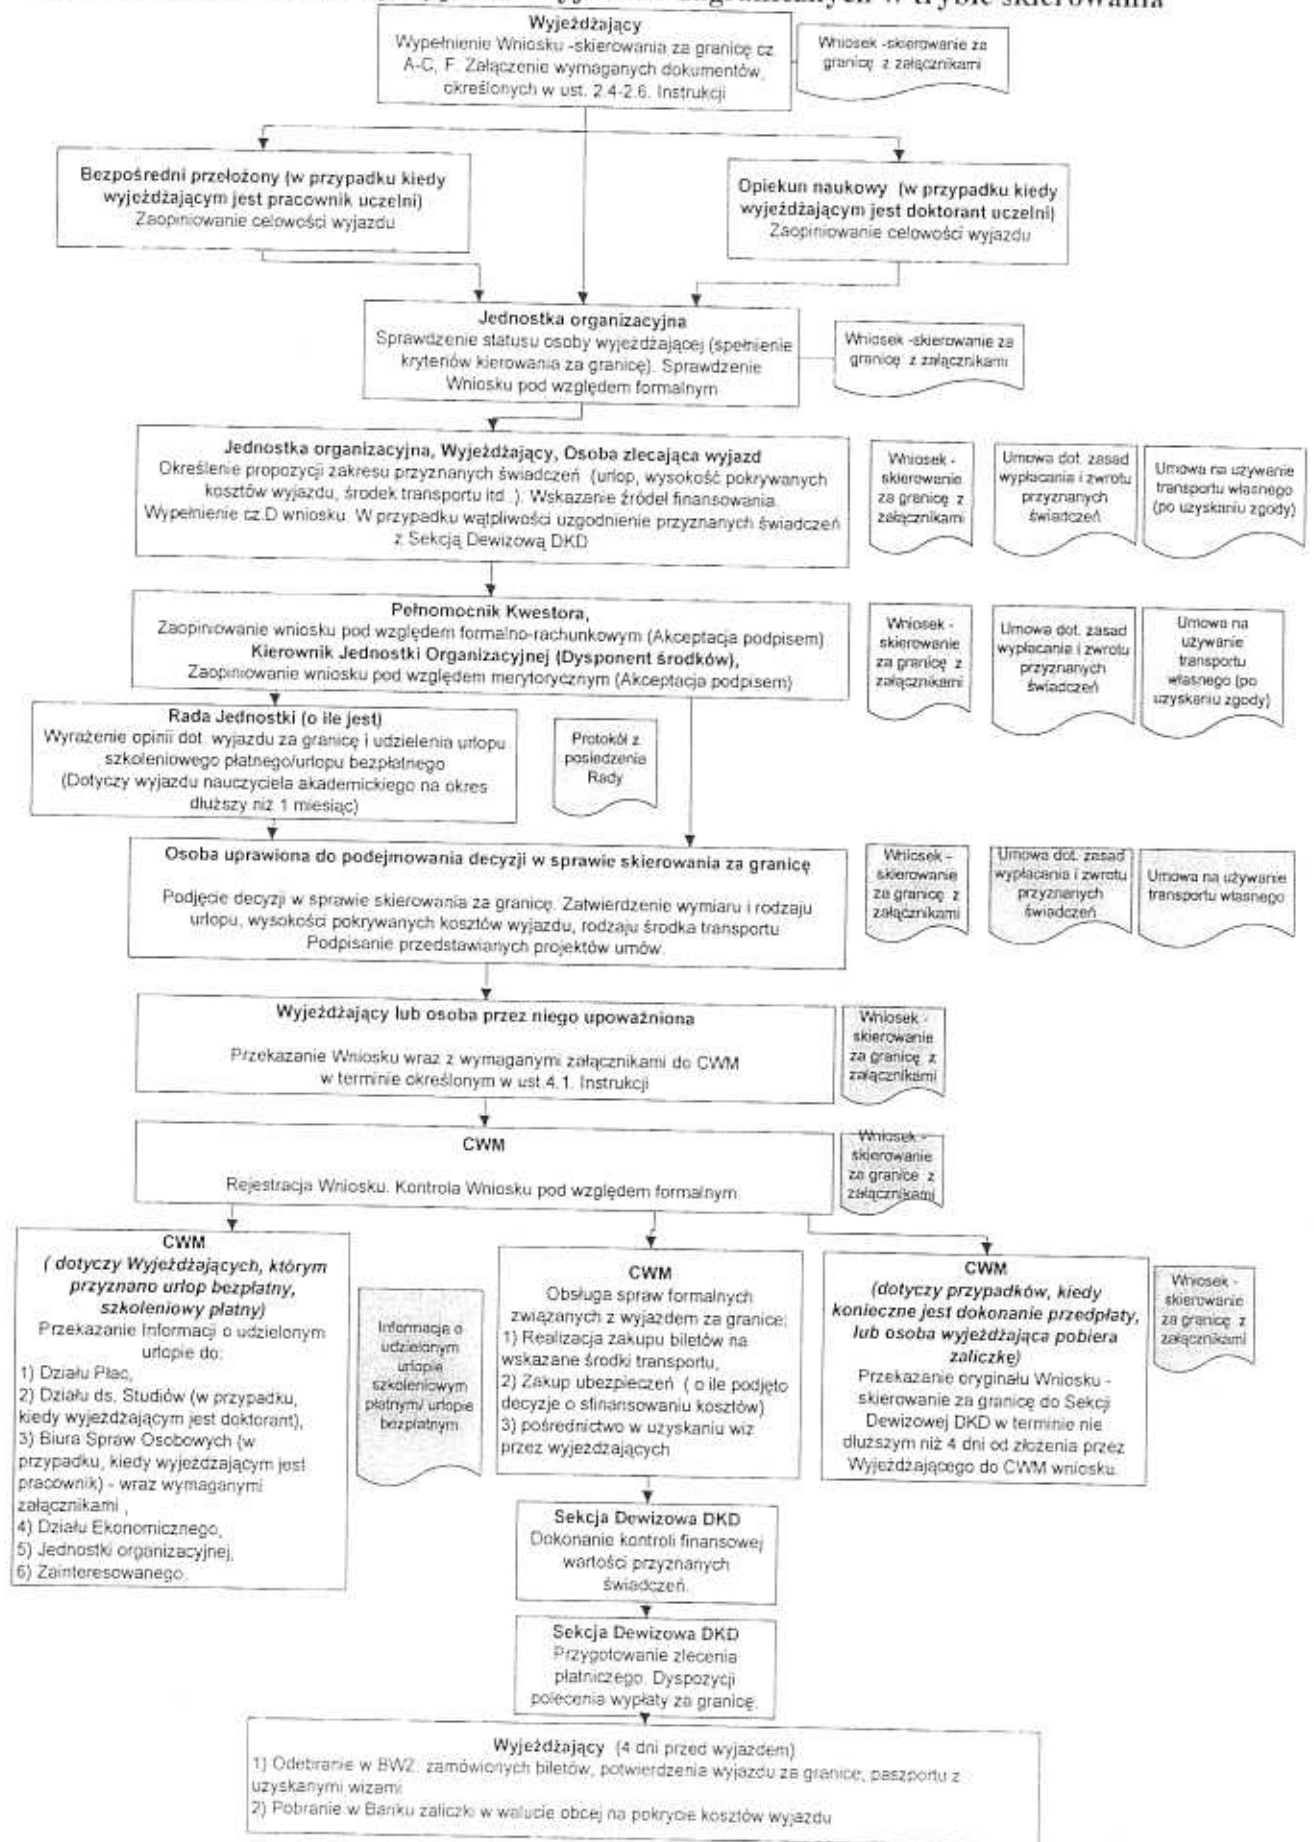 w trybie skierowania
Wyjeżdżający
Wypełnienie Wniosku -skierowania za granicę cz
A-C, F. Załączenie wymaganych dokumentów,
określonych w ust. 2.4-2.6. Instrukcji
Wniosek -skierowanie za
granicę z załącznikami
Bezpośredni przełożony (w przypadku kiedy
wyjeżdżającym jest pracownik uczelni)
Zaopiniowanie celowości wyjazdu
Opiekun naukowy (w przypadku kiedy
wyjeżdżającym jest doktorant uczelni)
Zaopiniowanie celowości wyjazdu
Jednostka organizacyjna
Sprawdzenie statusu osoby wyjeżdżającej (spełnienie
kryteriów kierowania za granicę). Sprawdzenie
Wniosku pod względem formalnym
Wniosek -skierowanie za
granicę z załącznikami
Jednostka organizacyjna, Wyjeżdżający, Osoba zlecająca wyjazd
Określenie propozycji zakresu przyznanych świadczeń (urlop, wysokość pokrywanych
kosztów wyjazdu, środek transportu itd.). Wskazanie źródeł finansowania.
Wypełnienie cz.D wniosku. W przypadku wątpliwości uzgodnienie przyznanych świadczeń
z Sekcją Dewizową DKD
Wniosek -
skierowanie
za granicę z
załącznikami
Umowa dot. zasad
wypłacania i zwrotu
przyznanych
świadczeń
Umowa na używanie
transportu własnego
(po uzyskaniu zgody)
Pełnomocnik Kwestora,
Zaopiniowanie wniosku pod względem formalno-rachunkowym (Akceptacja podpisem)
Kierownik Jednostki Organizacyjnej (Dysponent środków),
Zaopiniowanie wniosku pod względem merytorycznym (Akceptacja podpisem)
Wniosek -
skierowanie
za granicę z
załącznikami
Umowa dot. zasad
wypłacania i zwrotu
przyznanych
świadczeń
Umowa na
używanie
transportu
własnego (po
uzyskaniu zgody)
Rada Jednostki (o ile jest)
Wyrażenie opinii dot. wyjazdu za granicę i udzielenia urlopu
szkoleniowego płatnego/urlopu bezpłatnego
(Dotyczy wyjazdu nauczyciela akademickiego na okres
dłuższy niż 1 miesiąc)
Protokół z
posiedzenia
Rady
Osoba uprawiona do podejmowania decyzji w sprawie skierowania za granicę
Podjęcie decyzji w sprawie skierowania za granicę. Zatwierdzenie wymiaru i rodzaju
urlopu, wysokości pokrywanych kosztów wyjazdu, rodzaju środka transportu
Podpisanie przedstawianych projektów umów.
Wniosek -
skierowanie
za granicę z
załącznikami
Umowa dot. zasad
wypłacania i zwrotu
przyznanych
świadczeń
Umowa na używanie
transportu własnego
Wyjeżdżający lub osoba przez niego upoważniona
Przekazanie Wniosku wraz z wymaganymi załącznikami do CWM
w terminie określonym w ust.4.1. Instrukcji
Wniosek -
skierowanie
za granicę z
załącznikami
CWM
Rejestracja Wniosku. Kontrola Wniosku pod względem formalnym
Wniosek -
skierowanie
za granice z
załącznikami
CWM
( dotyczy Wyjeżdżających, którym
przyznano urlop bezpłatny,
szkoleniowy płatny)
Przekazanie Informacji o udzielonym
urlopie do:
1) Działu Płac,
2) Działu ds. Studiów (w przypadku,
kiedy wyjeżdżającym jest doktorant),
3) Biura Spraw Osobowych (w
przypadku, kiedy wyjeżdżającym jest
pracownik) - wraz wymaganymi
załącznikami ,
4) Działu Ekonomicznego,
5) Jednostki organizacyjnej,
6) Zainteresowanego.
Informacja o
udzielonym
urlopie
szkoleniowym
płatnym/ urlopie
bezpłatnym
CWM
Obsługa spraw formalnych
związanych z wyjazdem za granice:
1) Realizacja zakupu biletów na
wskazane środki transportu,
2) Zakup ubezpieczeń ( o ile podjęto
decyzje o sfinansowaniu kosztów)
3) pośrednictwo w uzyskaniu wiz
przez wyjeżdżających
CWM
(dotyczy przypadków, kiedy
konieczne jest dokonanie przedpłaty,
lub osoba wyjeżdżająca pobiera
zaliczkę)
Przekazanie oryginału Wniosku -
skierowanie za granicę do Sekcji
Dewizowej DKD w terminie nie
dłuższym niż 4 dni od złożenia przez
Wyjeżdżającego do CWM wniosku.
Wniosek -
skierowanie
za granicę z
załącznikami
Sekcja Dewizowa DKD
Dokonanie kontroli finansowej
wartości przyznanych
świadczeń.
Sekcja Dewizowa DKD
Przygotowanie zlecenia
płatniczego. Dyspozycji
polecenia wypłaty za granicę.
Wyjeżdżający (4 dni przed wyjazdem)
1) Odebranie w BWZ: zamówionych biletów, potwierdzenia wyjazdu za granice, paszportu z
uzyskanymi wizami
2) Pobranie w Banku zaliczki w walucie obcej na pokrycie kosztów wyjazdu